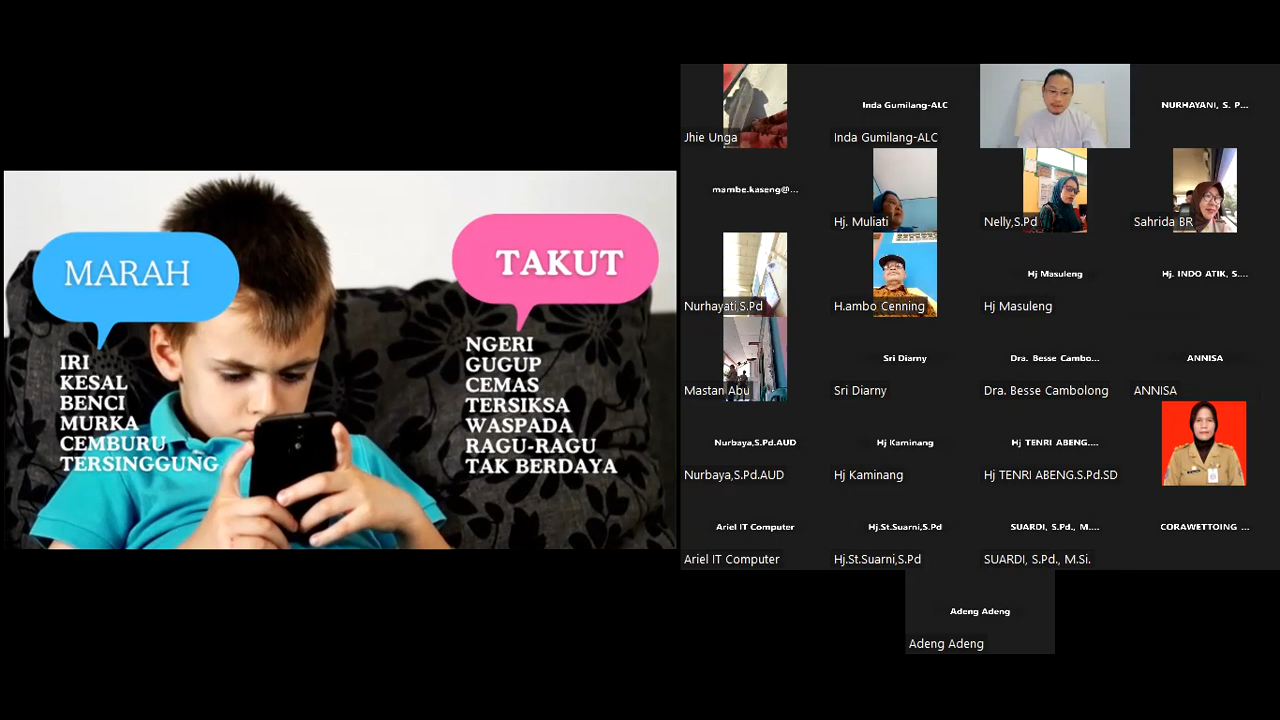 MARAH
IRI
KESAL
BENCI
MURKA
CEMBURU
TERSINGGUNG
TAKUT
NGERI
GUGUP
CEMAS
TERSIKSA
WASPADA
RAGU-RAGU
TAK BERDAYA
Jhie Unga
Inda Gumilang-ALC
Inda Gumilang-ALC
NURHAYANI, S. P...
mambe.kaseng@...
Hj. Muliati
Nelly,S.Pd
Sahrida BR
Nurhayati S.Pd
H.ambo Cenning
Hj Masuleng
Hj Masuleng
Hj. INDO ATIK, S....
Mastan Abu
Sri Diarny
Sri Diarny
Dra. Besse Cambo...
Dra. Besse Cambolong
ANNISA
ANNISA
Nurbaya,S.Pd.AUD
Nurbaya,S.Pd.AUD
Hj Kaminang
Hj Kaminang
Hj TENRI ABENG....
Hj TENRI ABENG.S.Pd.SD
Ariel IT Computer
Ariel IT Computer
Hj.St.Suarni,S.Pd
Hj.St.Suarni,S.Pd
SUARDI, S.Pd., M....
SUARDI, S.Pd., M.Si.
CORAWETTOING ...
Adeng Adeng
Adeng Adeng